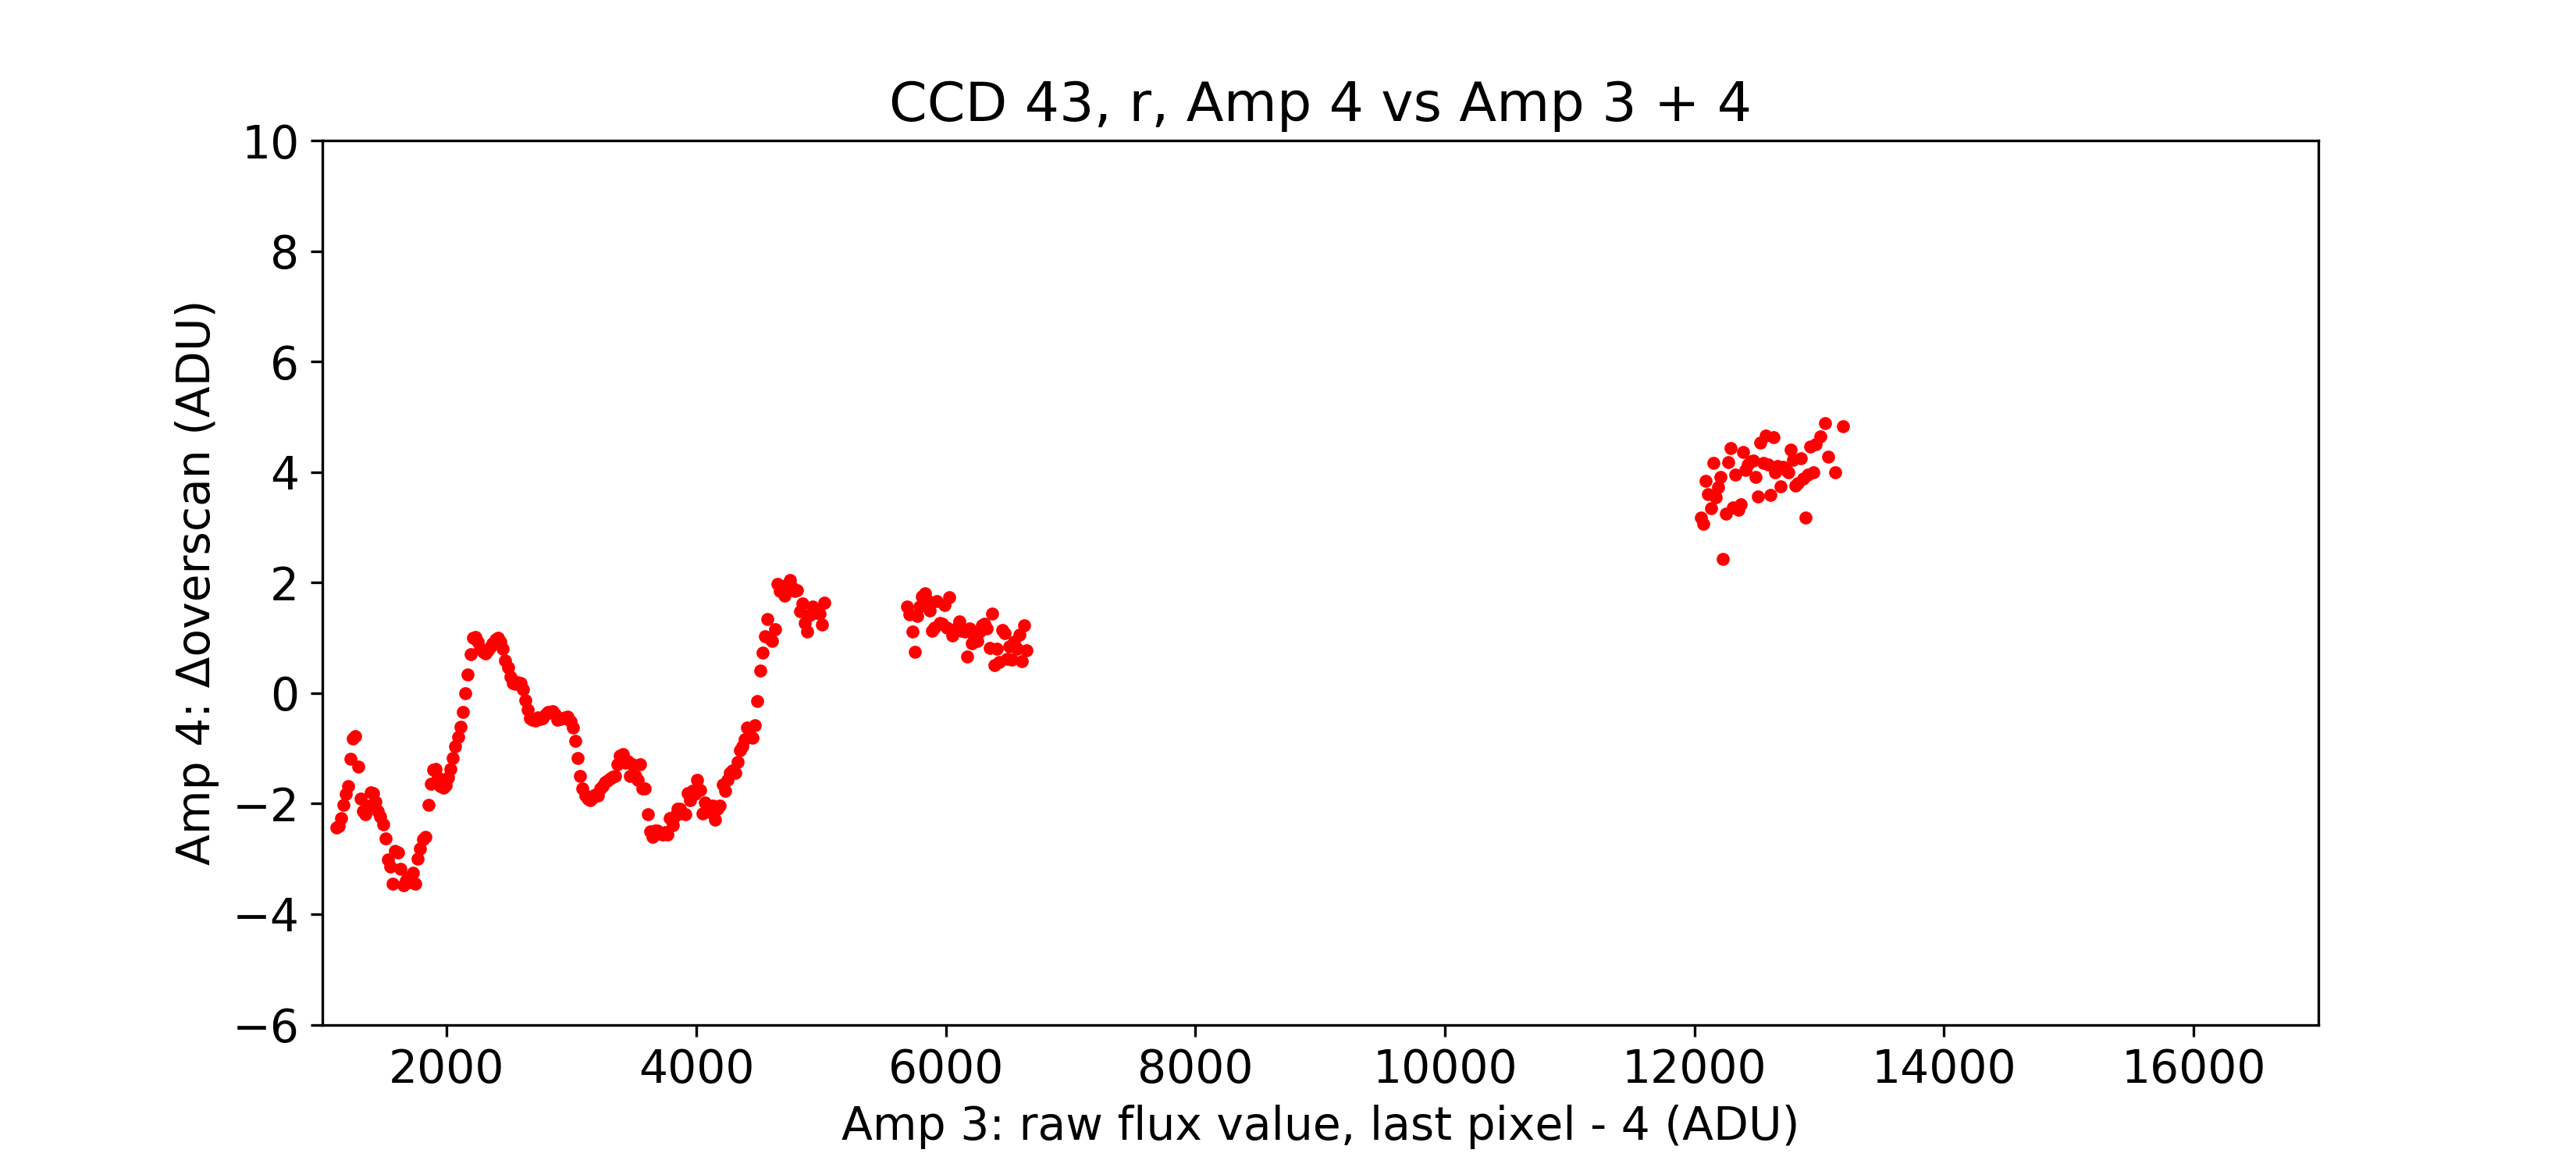 CCD 43, r, Amp 4 vs Amp 3 + 4
10
8
6
4
2
0
−2
−4
−6
Amp 4: Δoverscan (ADU)
2000 4000 6000 8000 10000 12000 14000 16000
Amp 3: raw flux value, last pixel - 4 (ADU)